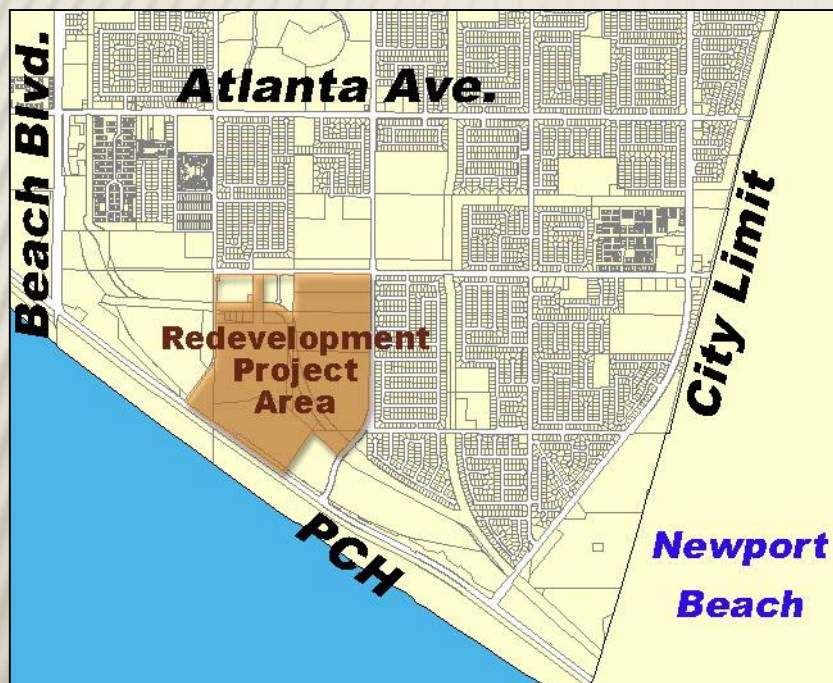 Beach Blvd.
Atlanta Ave.
City Limit
Redevelopment
Project
Area
PCH
Newport
Beach